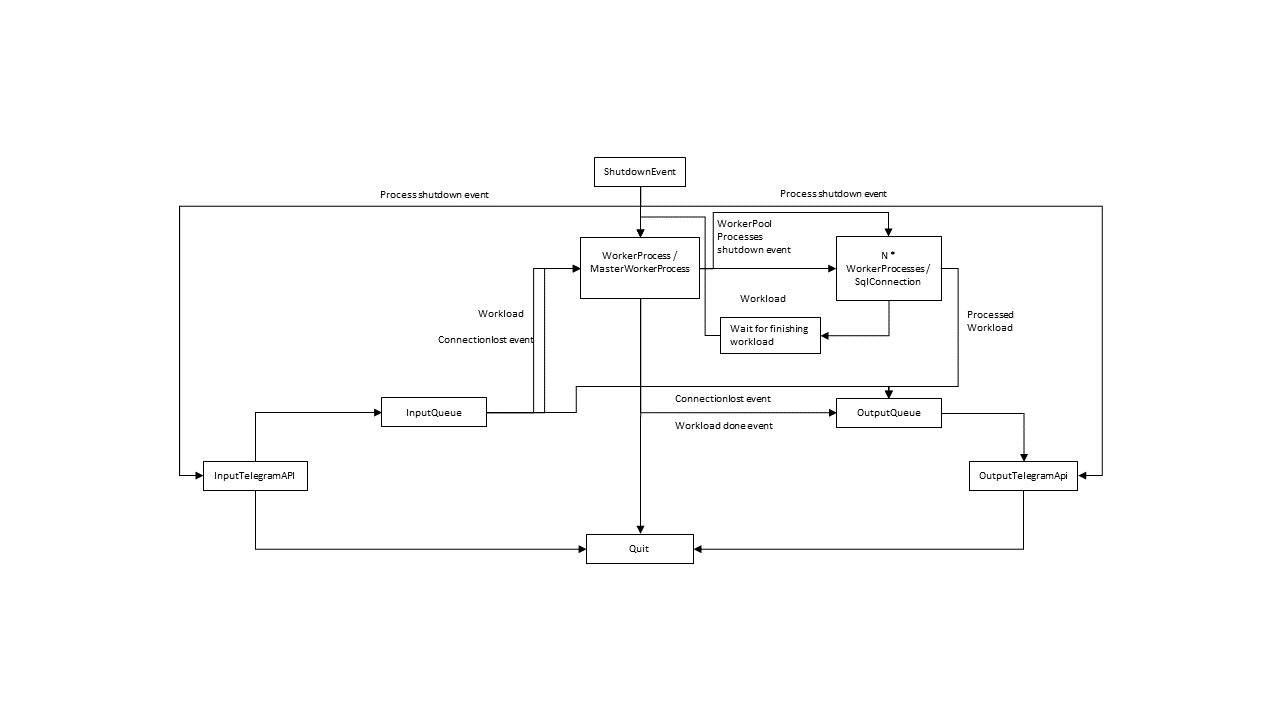 ShutdownEvent
Process shutdown event
Process shutdown event
WorkerPool
Processes
shutdown event
WorkerProcess /
MasterWorkerProcess
N *
WorkerProcesses /
SqlConnection
Workload
Workload
Connectionlost event
Wait for finishing
workload
Processed
Workload
Connectionlost event
InputQueue
OutputQueue
Workload done event
InputTelegramAPI
OutputTelegramApi
Quit